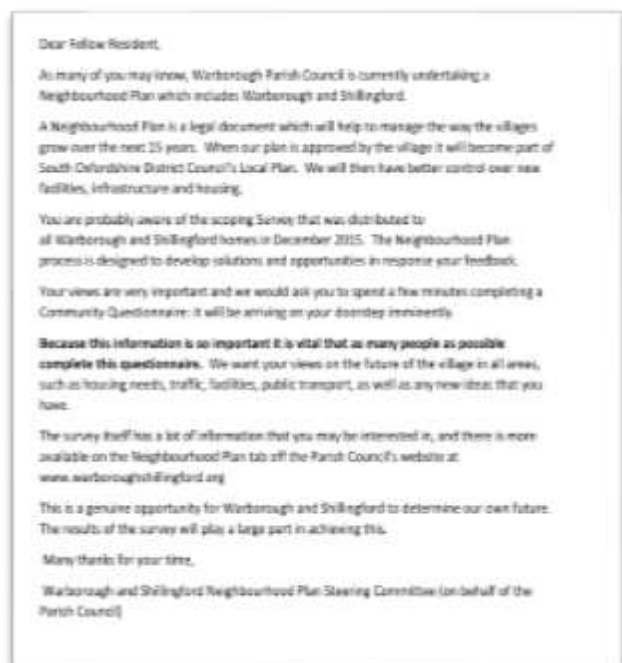 Dear Fellow Resident,
As many of you may know, Warborough Parish Council is currently undertaking a
Neighbourhood Plan which includes Warborough and Shillingford.
A Neighbourhood Plan is a legal document which will help to manage the way the villages
grow over the next 15 years. When our plan is approved by the village it will become part of
South Oxfordshire District Council's Local Plan. We will then have better control over new
facilities, infrastructure and housing.
You are probably aware of the scoping Survey that was distributed to
all Warborough and Shillingford homes in December 2015. The Neighbourhood Plan
process is designed to develop solutions and opportunities in response your feedback.
Your views are very important and we would ask you to spend a few minutes completing a
Community Questionnaire: it will be arriving on your doorstep imminently.
Because this information is so important it is vital that as many people as possible
complete this questionnaire. We want your views on the future of the village in all areas,
such as housing needs, traffic, facilities, public transport, as well as any new ideas that you
have.
The survey itself has a lot of information that you may be interested in, and there is more
available on the Neighbourhood Plan tab off the Parish Council's website at
www.warboroughshillingford.org
This is a genuine opportunity for Warborough and Shillingford to determine our own future.
The results of the survey will play a large part in achieving this.
Many thanks for your time,
Warborough and Shillingford Neighbourhood Plan Steering Committee (on behalf of the
Parish Council)